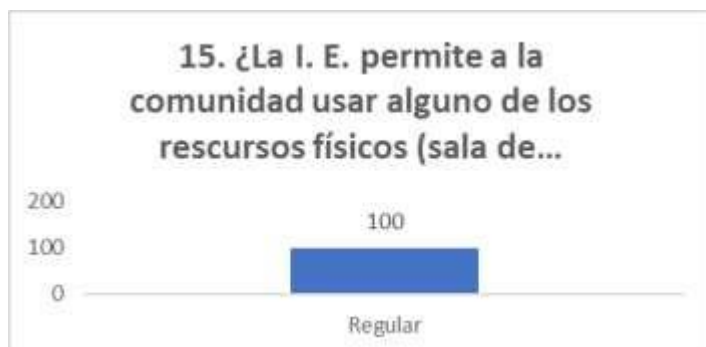 15. ¿La I. E. permite a la
comunidad usar alguno de los
rescursos físicos (sala de...
200
100
100
0
Regular